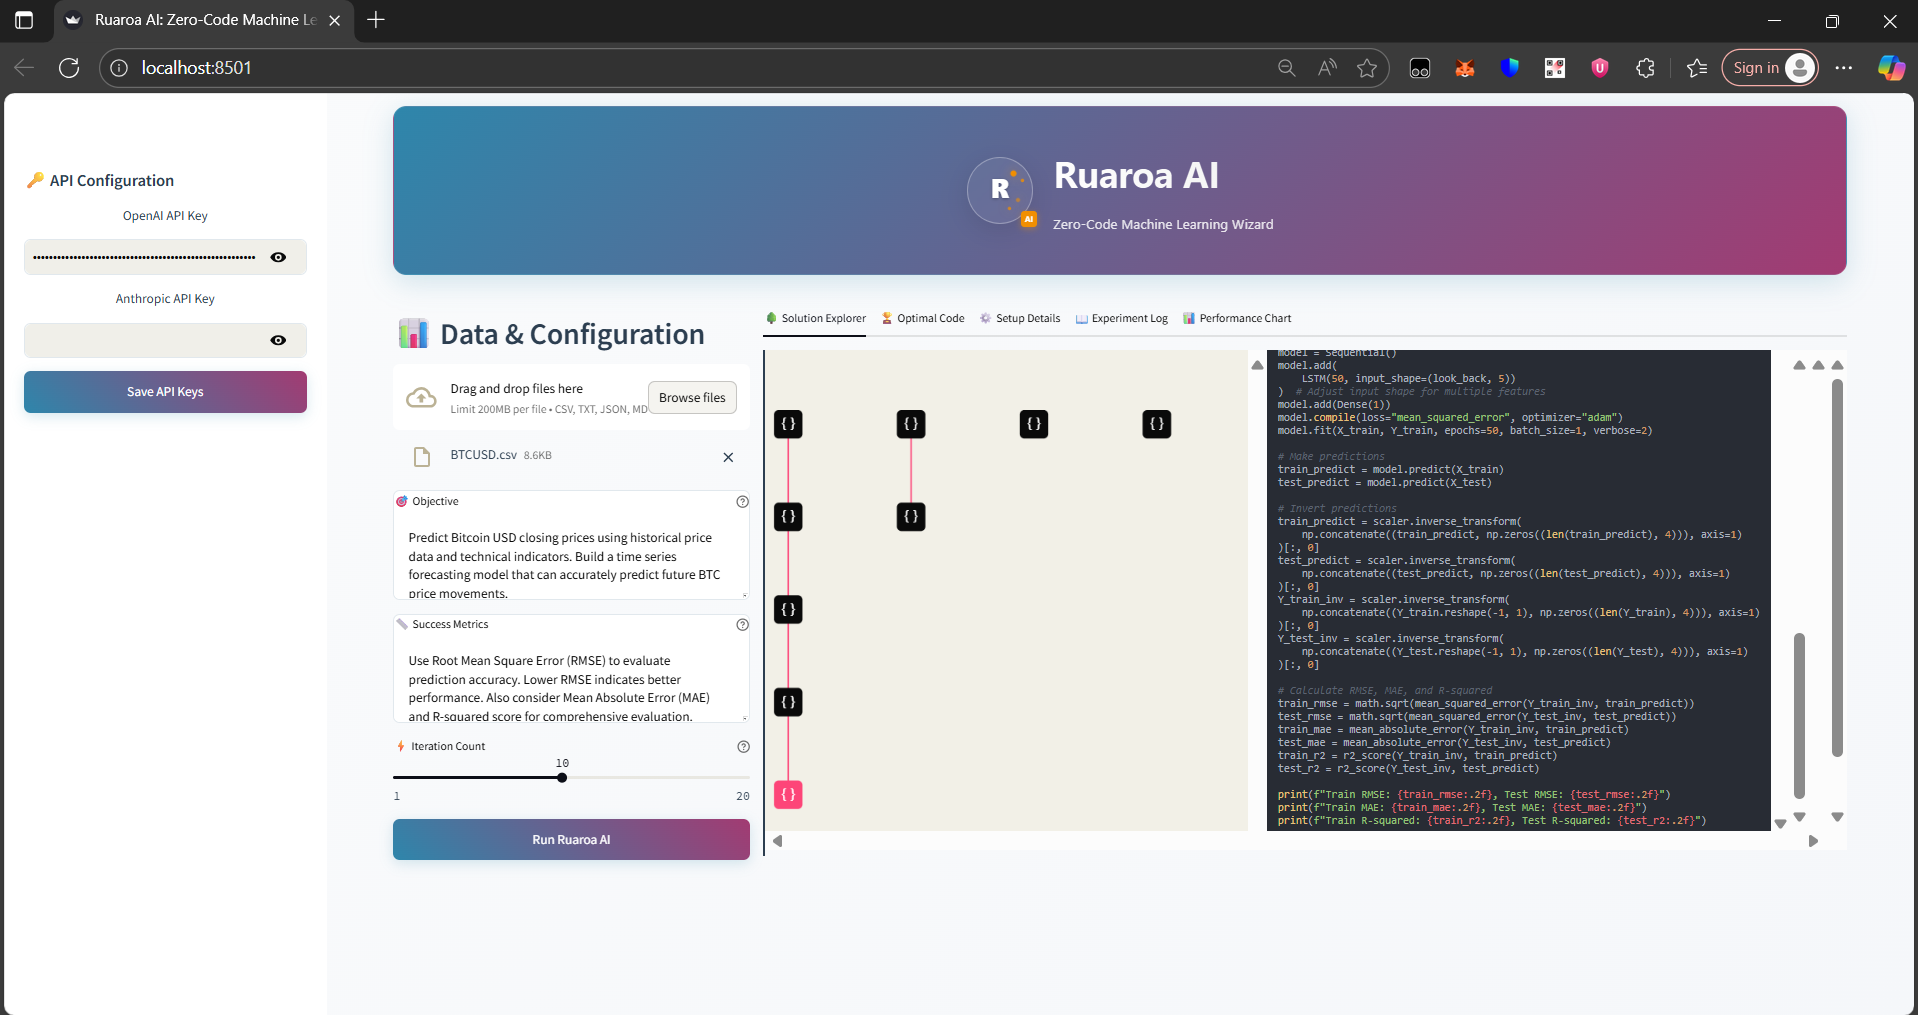 Ruaroa AI: Zero-Code Machine Le
localhost:8501
Sign in
🔑 API Configuration
OpenAI API Key
Anthropic API Key
Save API Keys
R
AI
Ruaroa AI
Zero-Code Machine Learning Wizard
📊 Data & Configuration
Drag and drop files here
Limit 200MB per file • CSV, TXT, JSON, MD
Browse files
BTCUSD.csv 8.6KB
🎯 Objective
Predict Bitcoin USD closing prices using historical price
data and technical indicators. Build a time series
forecasting model that can accurately predict future BTC
price movements.
📏 Success Metrics
Use Root Mean Square Error (RMSE) to evaluate
prediction accuracy. Lower RMSE indicates better
performance. Also consider Mean Absolute Error (MAE)
and R-squared score for comprehensive evaluation.
⚡ Iteration Count
10
1 20
Run Ruaroa AI
🌳 Solution Explorer 🏆 Optimal Code ⚙️ Setup Details 📖 Experiment Log 📊 Performance Chart
{} {} {} {}
{} {}
{}
{}
{}
model = Sequential()
model.add(
    LSTM(50, input_shape=(look_back, 5))
)  # Adjust input shape for multiple features
model.add(Dense(1))
model.compile(loss="mean_squared_error", optimizer="adam")
model.fit(X_train, Y_train, epochs=50, batch_size=1, verbose=2)
# Make predictions
train_predict = model.predict(X_train)
test_predict = model.predict(X_test)
# Invert predictions
train_predict = scaler.inverse_transform(
    np.concatenate((train_predict, np.zeros((len(train_predict), 4))), axis=1)
)[:, 0]
test_predict = scaler.inverse_transform(
    np.concatenate((test_predict, np.zeros((len(test_predict), 4))), axis=1)
)[:, 0]
Y_train_inv = scaler.inverse_transform(
    np.concatenate((Y_train.reshape(-1, 1), np.zeros((len(Y_train), 4))), axis=1)
)[:, 0]
Y_test_inv = scaler.inverse_transform(
    np.concatenate((Y_test.reshape(-1, 1), np.zeros((len(Y_test), 4))), axis=1)
)[:, 0]
# Calculate RMSE, MAE, and R-squared
train_rmse = math.sqrt(mean_squared_error(Y_train_inv, train_predict))
test_rmse = math.sqrt(mean_squared_error(Y_test_inv, test_predict))
train_mae = mean_absolute_error(Y_train_inv, train_predict)
test_mae = mean_absolute_error(Y_test_inv, test_predict)
train_r2 = r2_score(Y_train_inv, train_predict)
test_r2 = r2_score(Y_test_inv, test_predict)
print(f"Train RMSE: {train_rmse:.2f}, Test RMSE: {test_rmse:.2f}")
print(f"Train MAE: {train_mae:.2f}, Test MAE: {test_mae:.2f}")
print(f"Train R-squared: {train_r2:.2f}, Test R-squared: {test_r2:.2f}")